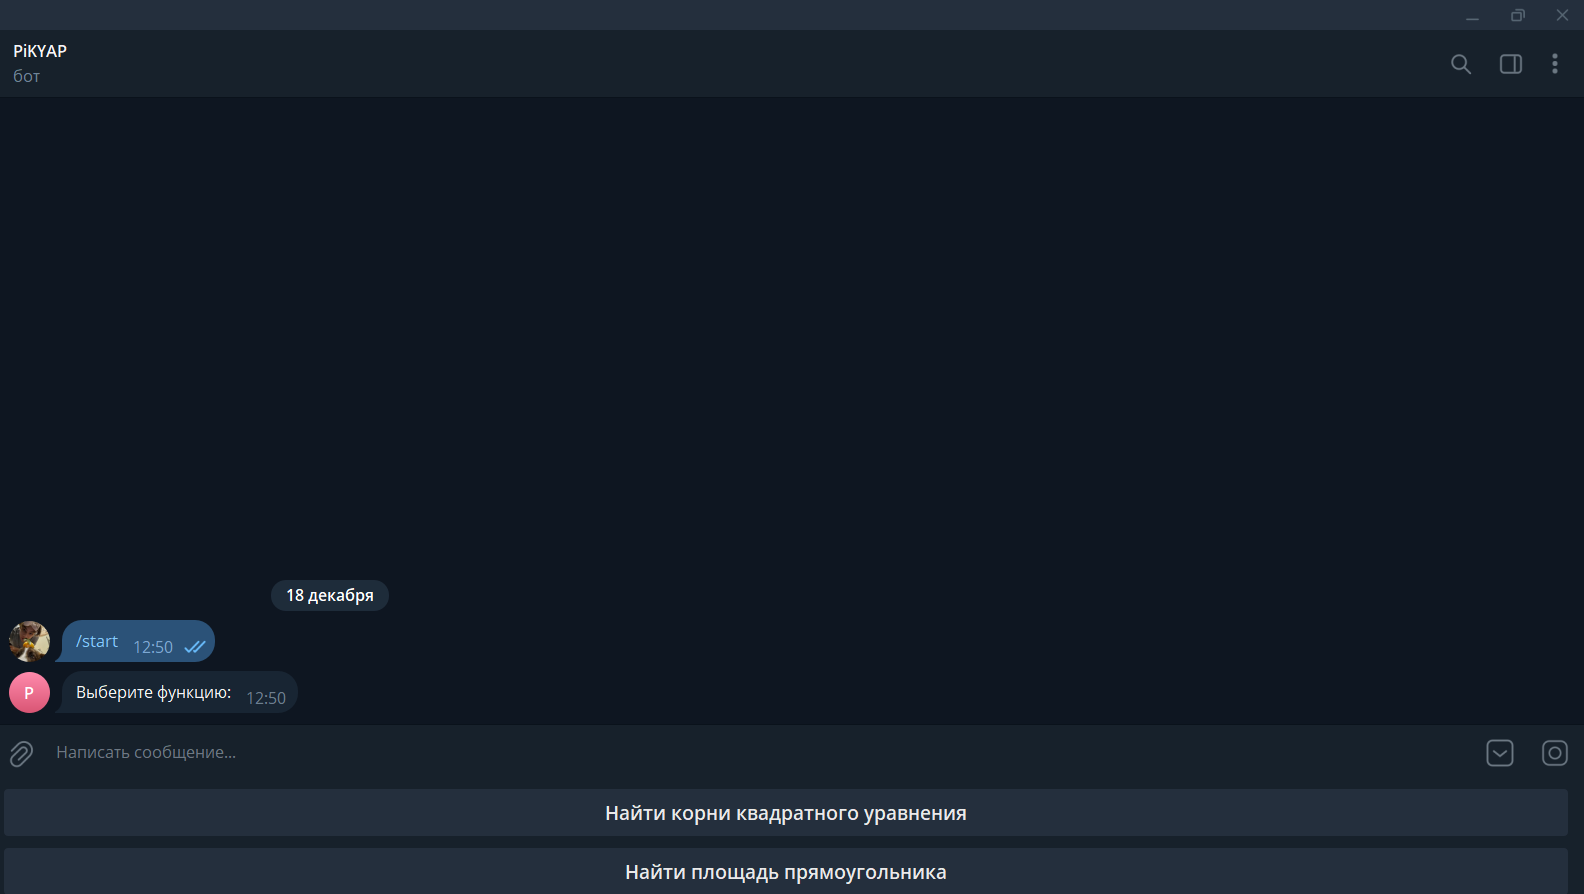 PiKYAP
бот
18 декабря
/start 12:50
P
Выберите функцию: 12:50
Написать сообщение...
Найти корни квадратного уравнения
Найти площадь прямоугольника